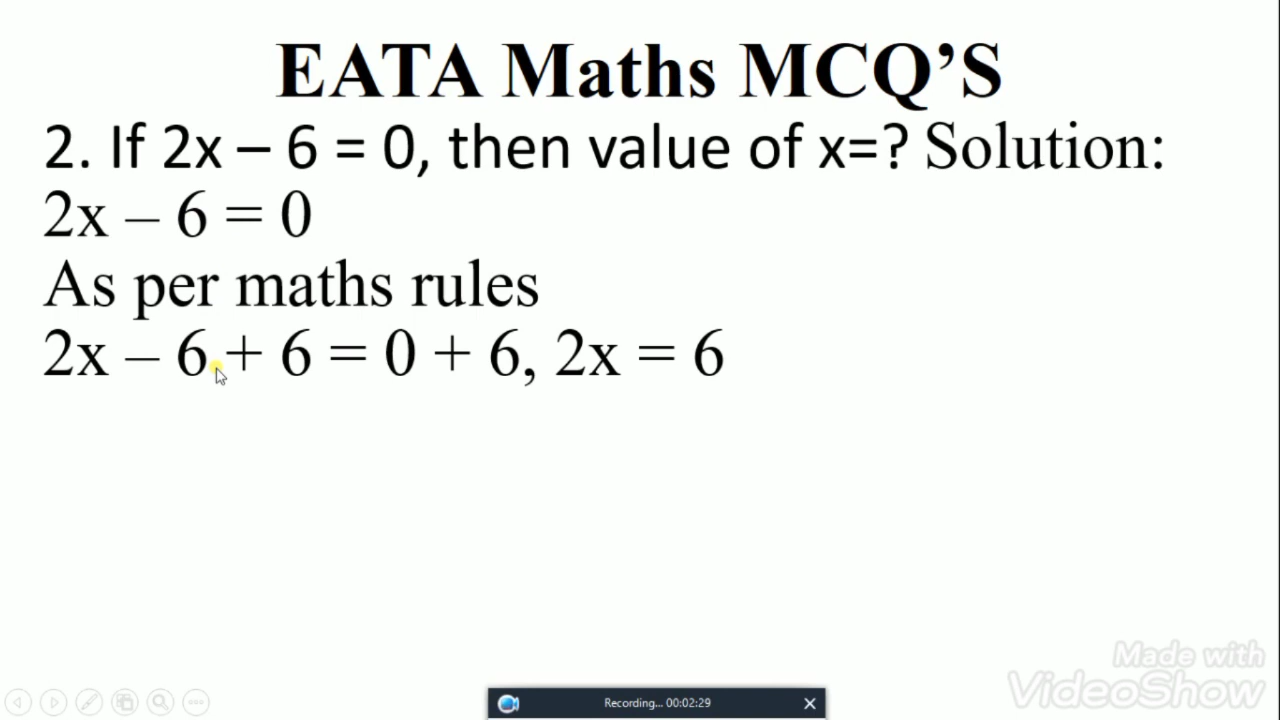 EATA Maths MCQ’S
2. If 2x – 6 = 0, then value of x=? Solution:
2x – 6 = 0
As per maths rules
2x – 6 + 6 = 0 + 6, 2x = 6
Made with
VideoShow
Recording... 00:02:29